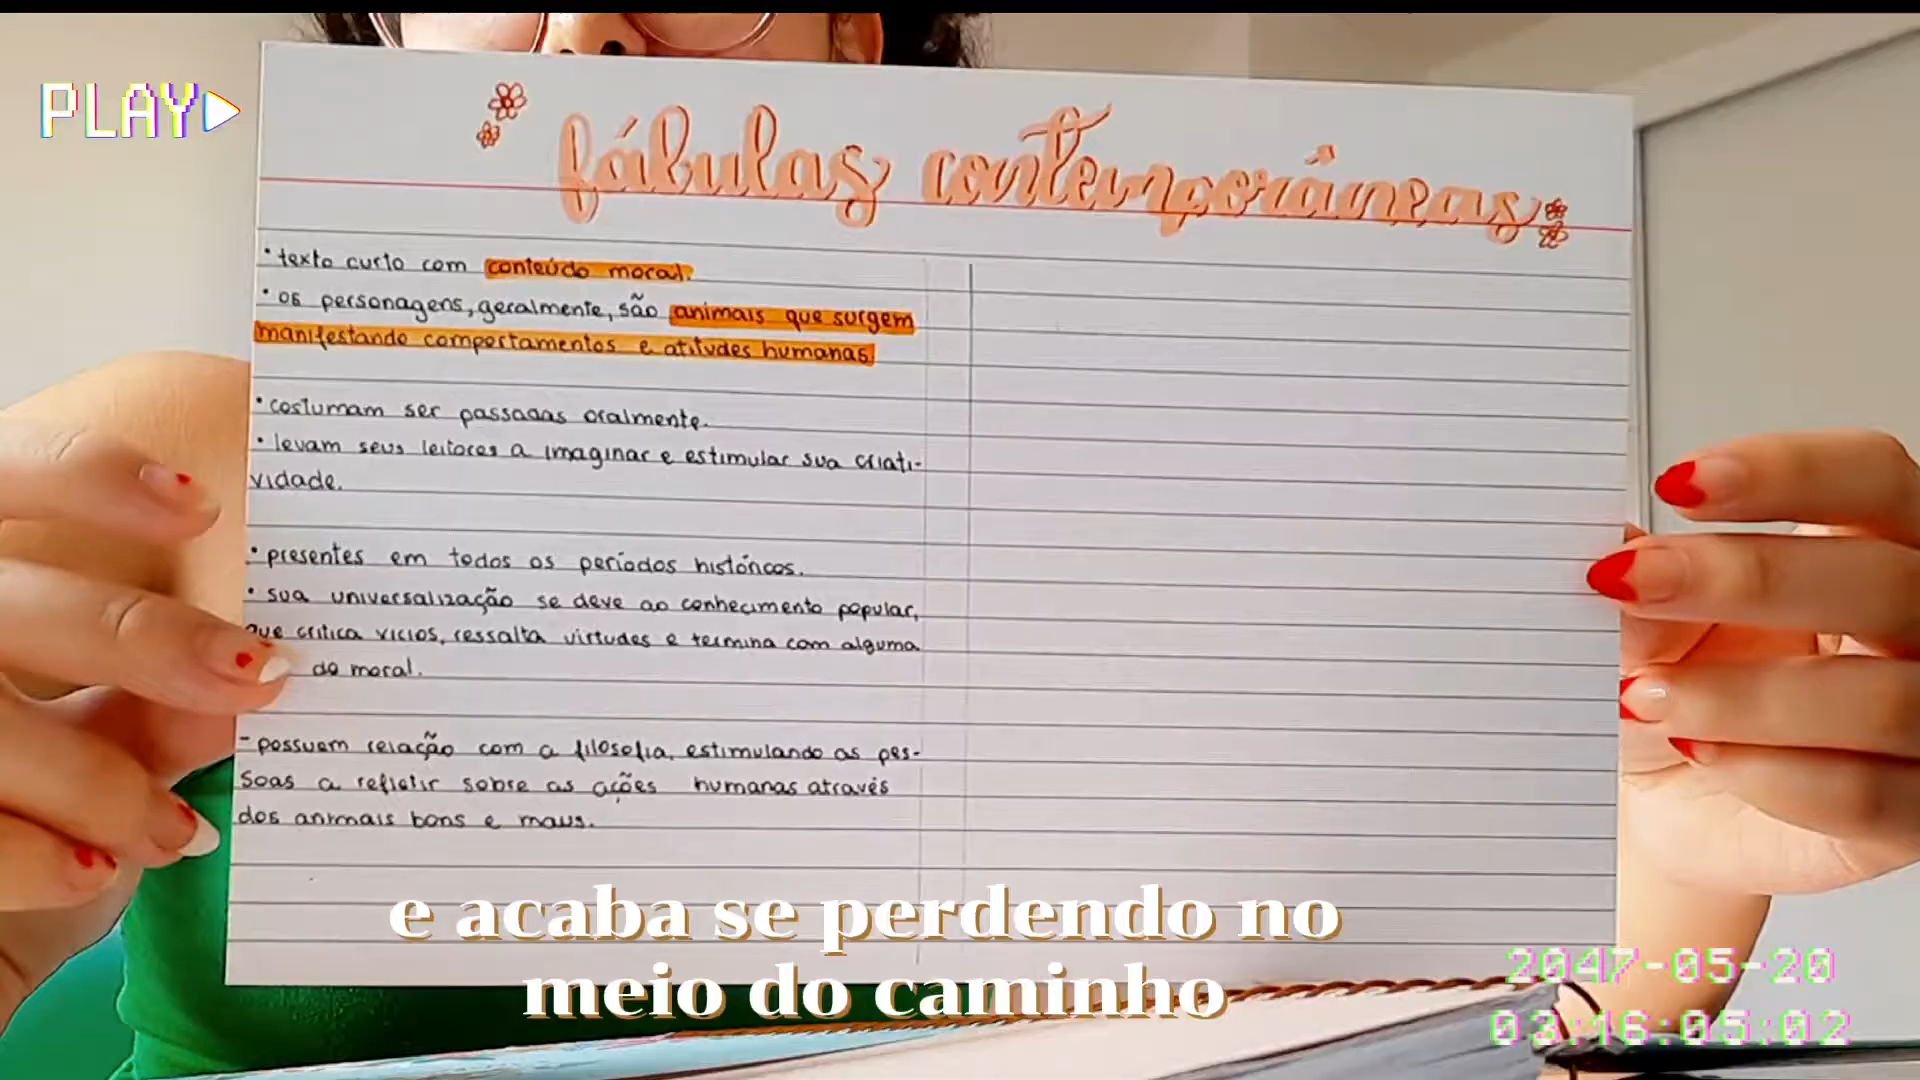 PLAY
fábulas contemporâneas
• texto curto com conteúdo moral.
• os personagens, geralmente, são animais que surgem
manifestando comportamentos e atitudes humanas.
• costumam ser passadas oralmente.
• levam seus leitores a imaginar e estimular sua criati-
vidade.
• presentes em todos os períodos históricos.
• sua universalização se deve ao conhecimento popular,
que critica vícios, ressalta virtudes e termina com alguma
de moral.
- possuem relação com a filosofia, estimulando as pes-
soas a refletir sobre as ações humanas através
dos animais bons e maus.
e acaba se perdendo no
meio do caminho
2047-05-20
03:16:05:02